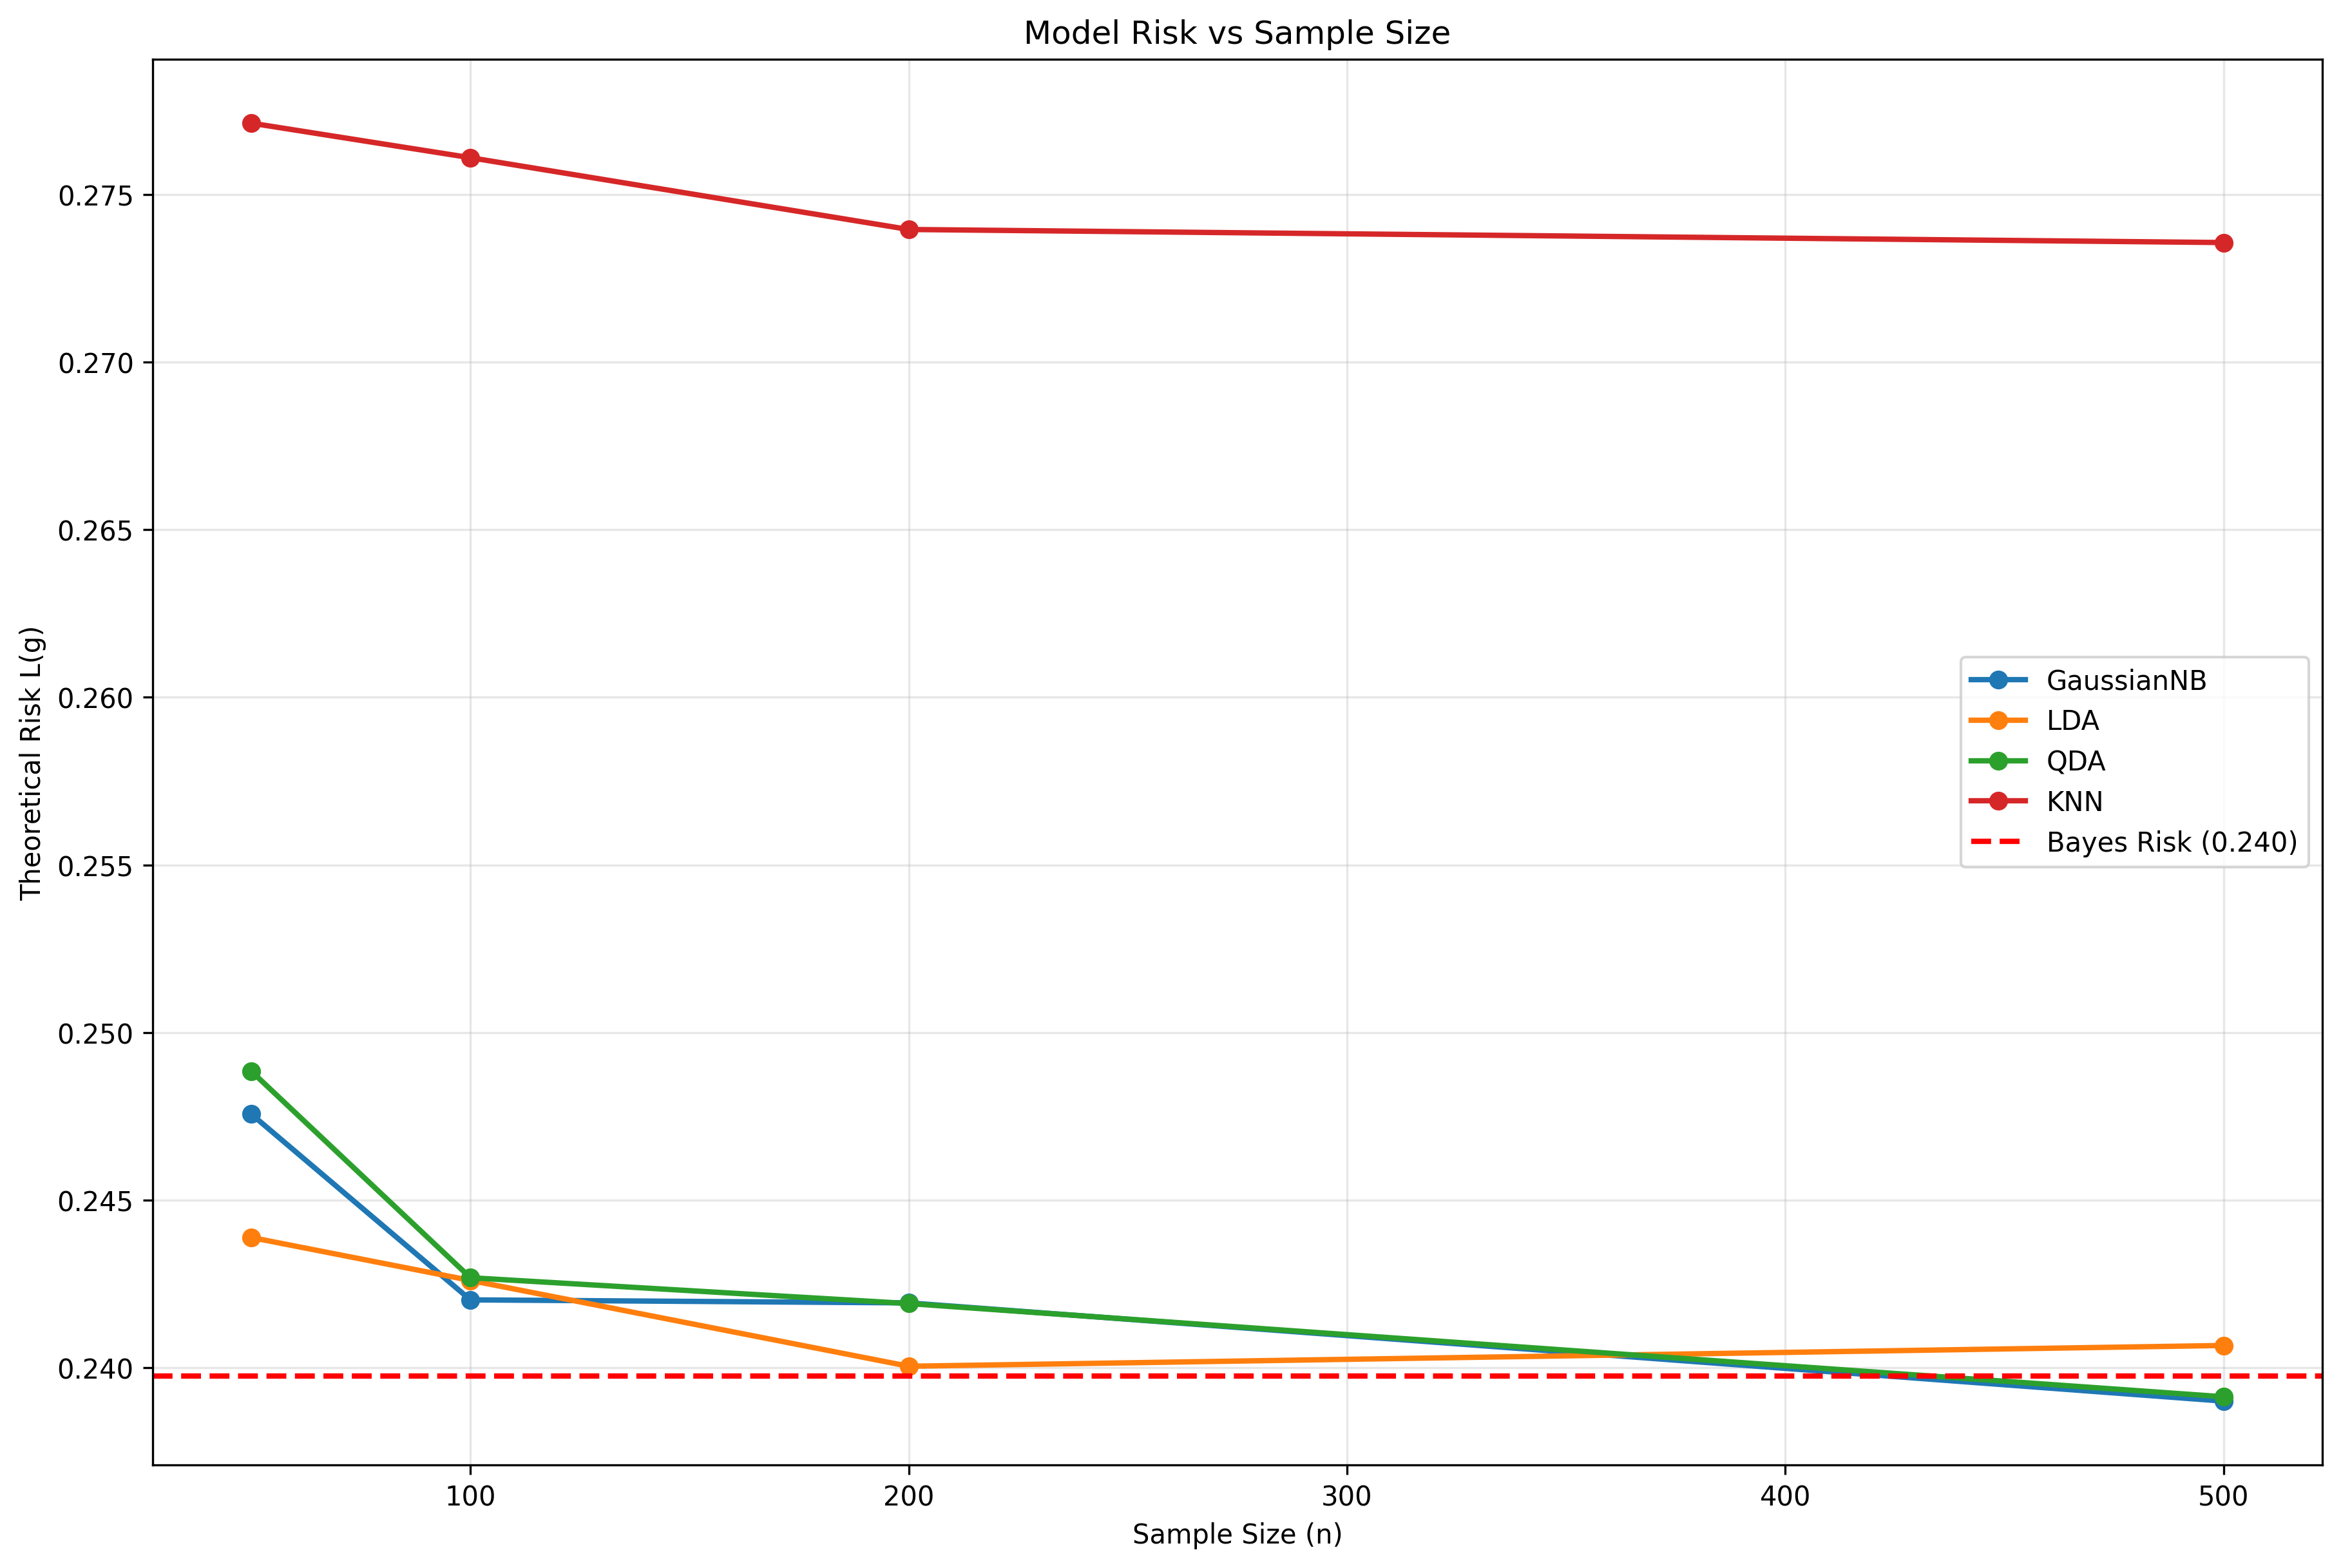 Model Risk vs Sample Size
Theoretical Risk L(g)
0.275
0.270
0.265
0.260
0.255
0.250
0.245
0.240
GaussianNB
LDA
QDA
KNN
Bayes Risk (0.240)
100
200
300
400
500
Sample Size (n)